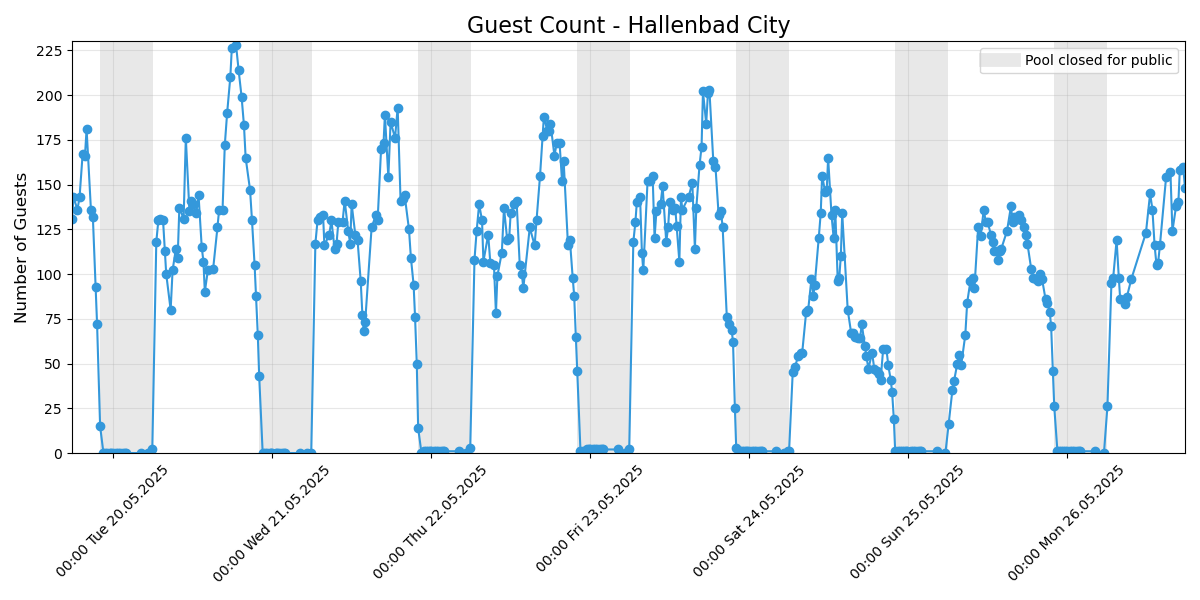 Guest Count - Hallenbad City
Pool closed for public
Number of Guests
225
200
175
150
125
100
75
50
25
0
00:00 Tue 20.05.2025
00:00 Wed 21.05.2025
00:00 Thu 22.05.2025
00:00 Fri 23.05.2025
00:00 Sat 24.05.2025
00:00 Sun 25.05.2025
00:00 Mon 26.05.2025